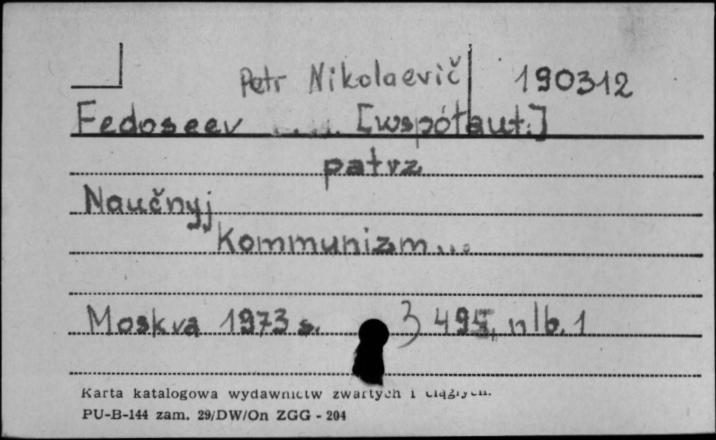 Petr Nikolaevič 190312
Fedoseev [współaut.]
patrz
Naučnyj
Kommunizm...
Moskva 1973 s. 3 495, nlb. 1
Karta katalogowa wydawnictw zwartych i ciągłych.
PU-B-144 zam. 29/DW/On ZGG - 204